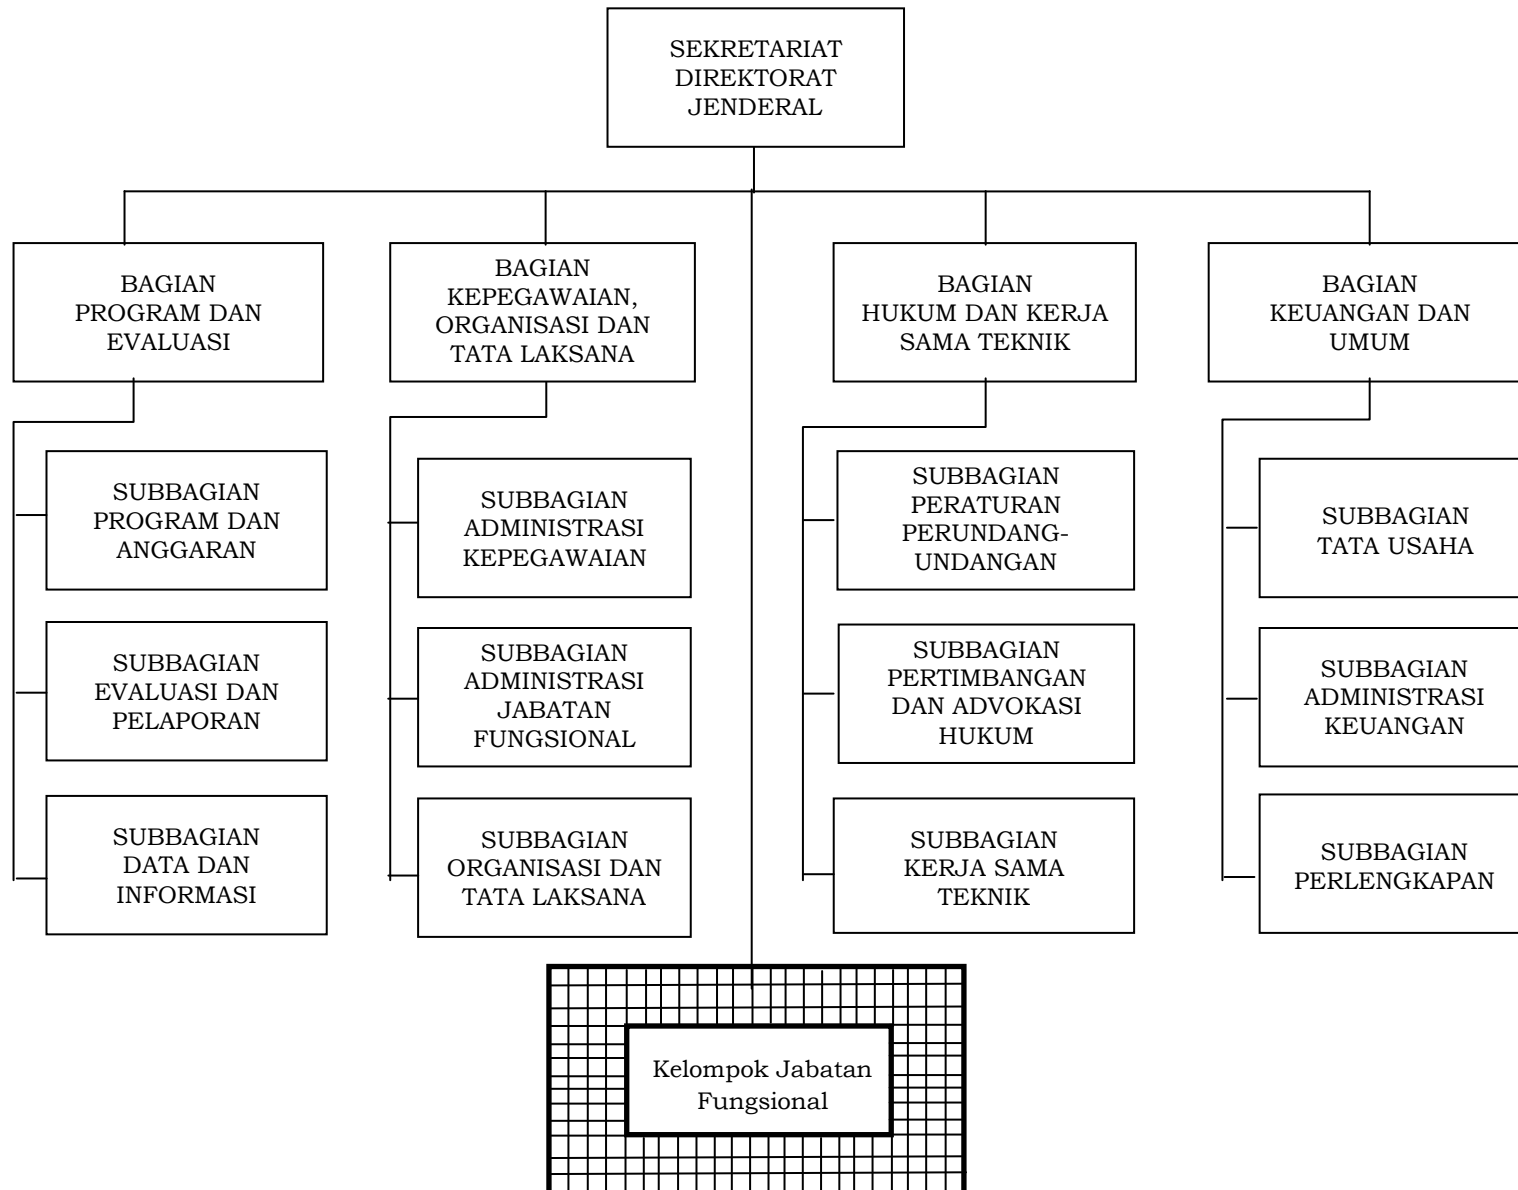 SEKRETARIAT
DIREKTORAT
JENDERAL
BAGIAN
PROGRAM DAN
EVALUASI
BAGIAN
KEPEGAWAIAN,
ORGANISASI DAN
TATA LAKSANA
BAGIAN
HUKUM DAN KERJA
SAMA TEKNIK
BAGIAN
KEUANGAN DAN
UMUM
SUBBAGIAN
PROGRAM DAN
ANGGARAN
SUBBAGIAN
ADMINISTRASI
KEPEGAWAIAN
SUBBAGIAN
PERATURAN
PERUNDANG-
UNDANGAN
SUBBAGIAN
TATA USAHA
SUBBAGIAN
EVALUASI DAN
PELAPORAN
SUBBAGIAN
ADMINISTRASI
JABATAN
FUNGSIONAL
SUBBAGIAN
PERTIMBANGAN
DAN ADVOKASI
HUKUM
SUBBAGIAN
ADMINISTRASI
KEUANGAN
SUBBAGIAN
DATA DAN
INFORMASI
SUBBAGIAN
ORGANISASI DAN
TATA LAKSANA
SUBBAGIAN
KERJA SAMA
TEKNIK
SUBBAGIAN
PERLENGKAPAN
Kelompok Jabatan
Fungsional